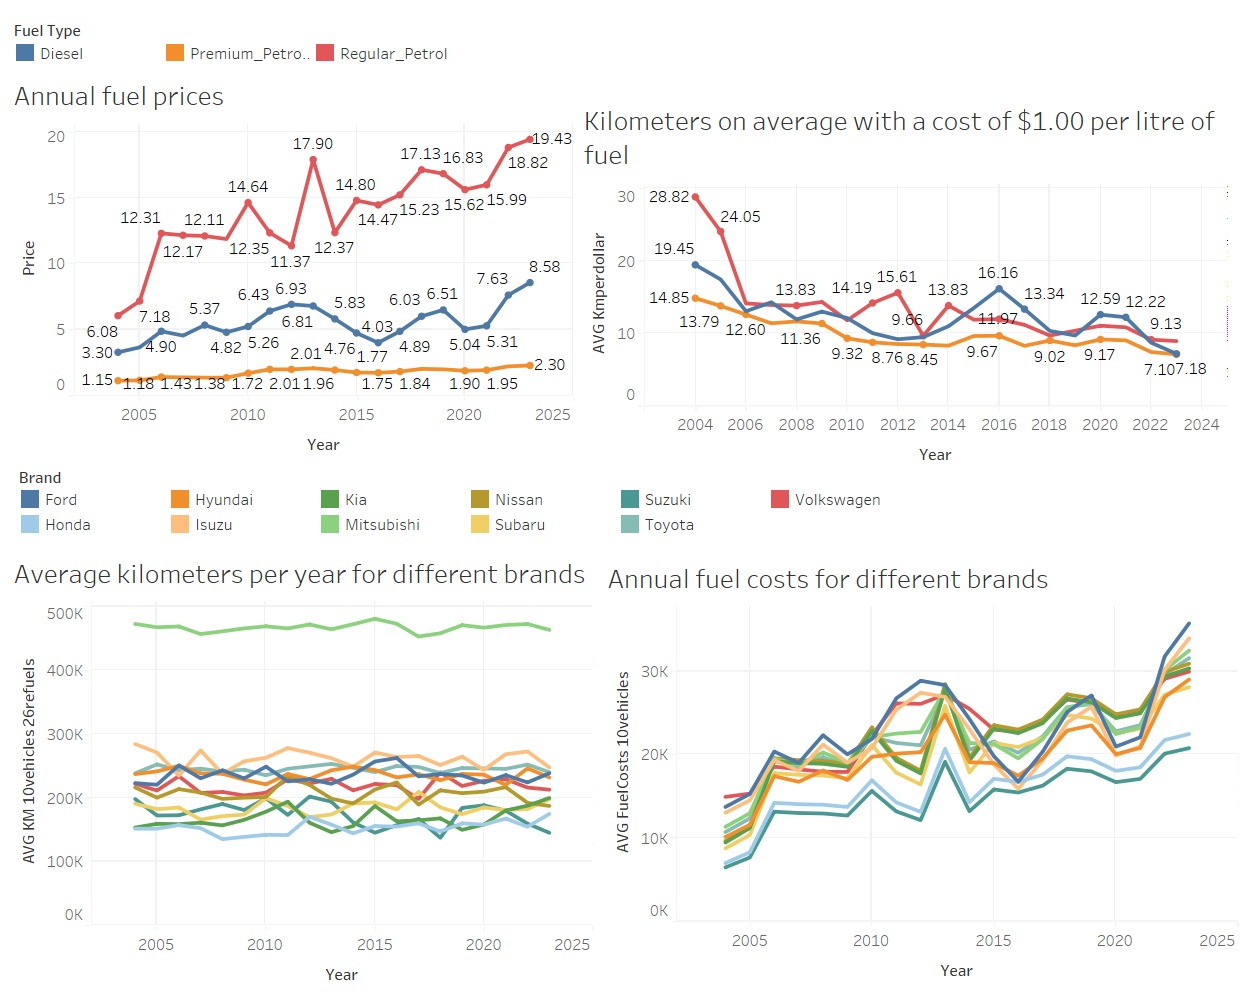 Fuel Type
Diesel Premium_Petro.. Regular_Petrol
Annual fuel prices
Kilometers on average with a cost of $1.00 per litre of
fuel
Price
20
15
10
5
0
6.08
12.31
12.17
12.11
14.64
12.35
11.37
17.90
12.37
14.80
14.47
15.23
17.13
16.83
15.62
15.99
18.82
19.43
3.30
7.18
4.90
5.37
4.82
5.26
6.43
6.93
6.81
5.83
4.76
4.03
4.89
6.03
6.51
5.04
5.31
7.63
8.58
1.15
1.18
1.43
1.38
1.72
2.01
2.01
1.96
1.77
1.75
1.84
1.90
1.95
2.30
2005 2010 2015 2020 2025
Year
AVG Kmperdollar
30
20
10
0
28.82
24.05
19.45
14.85
13.79
12.60
13.83
11.36
14.19
9.32
15.61
8.76
9.66
8.45
13.83
16.16
11.97
9.67
13.34
9.02
12.59
9.17
12.22
9.13
7.10
7.18
2004 2006 2008 2010 2012 2014 2016 2018 2020 2022 2024
Year
Brand
Ford Hyundai Kia Nissan Suzuki Volkswagen
Honda Isuzu Mitsubishi Subaru Toyota
Average kilometers per year for different brands
Annual fuel costs for different brands
AVG KM 10vehicles 26refuels
500K
400K
300K
200K
100K
0K
2005 2010 2015 2020 2025
Year
AVG FuelCosts 10vehicles
30K
20K
10K
0K
2005 2010 2015 2020 2025
Year